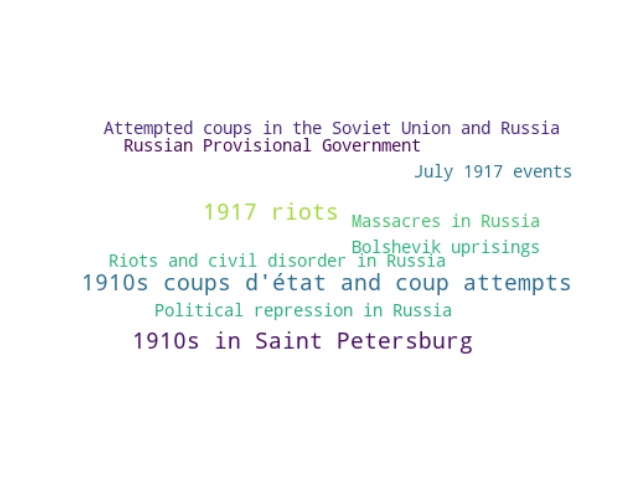 Attempted coups in the Soviet Union and Russia
Russian Provisional Government
July 1917 events
1917 riots
Massacres in Russia
Bolshevik uprisings
Riots and civil disorder in Russia
1910s coups d'état and coup attempts
Political repression in Russia
1910s in Saint Petersburg